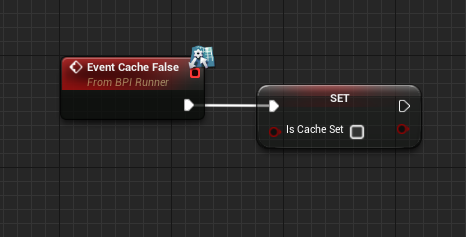 Event Cache False
From BPI Runner
SET
Is Cache Set